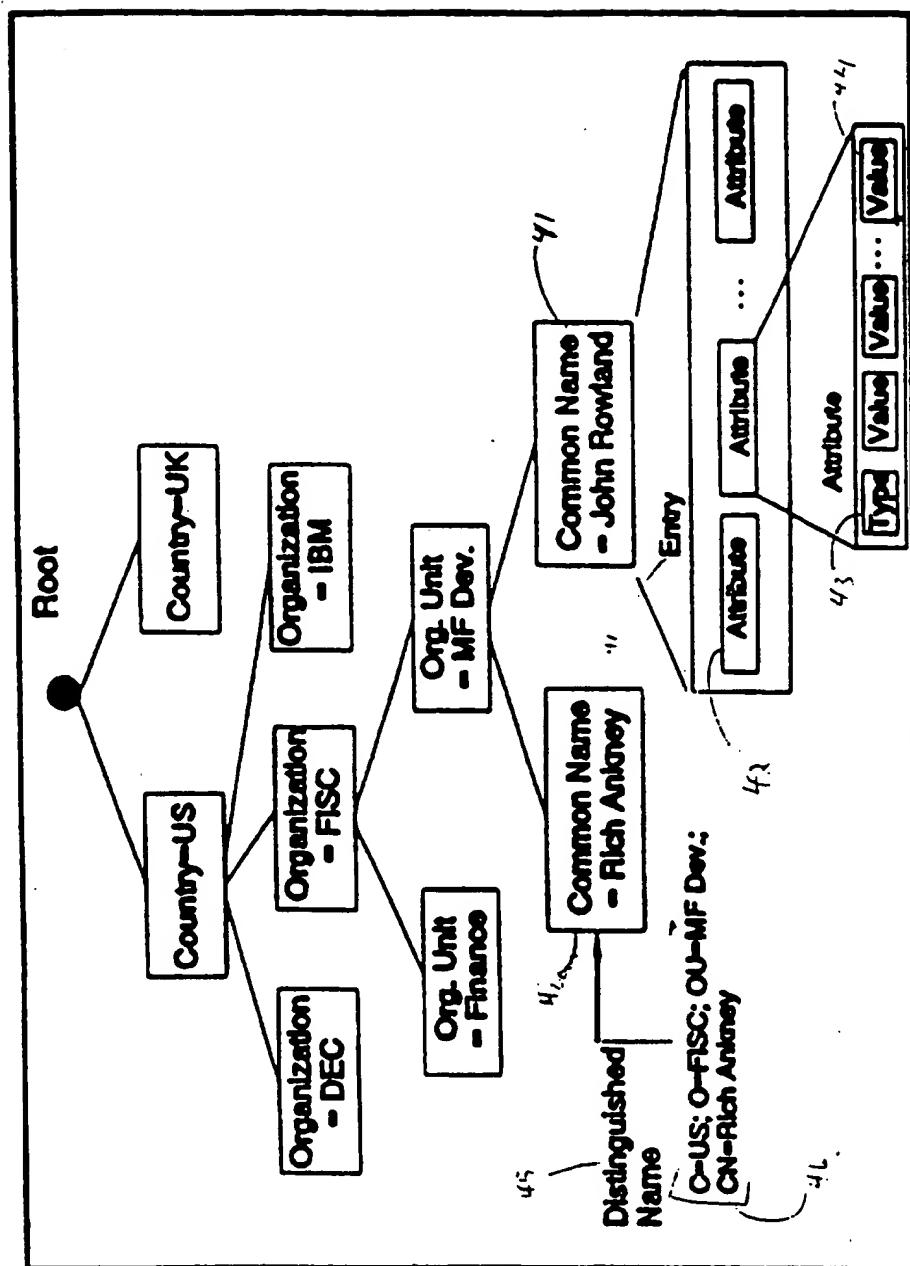 Root
Country=US
Country=UK
Organization
= DEC
Organization
= FISC
Organization
= IBM
Org. Unit
= Finance
Org. Unit
= MF Dev.
Common Name
= Rich Ankney
Common Name
= John Rowland
41
Distinguished
Name
45
C=US; O=FISC; OU=MF Dev.;
CN=Rich Ankney
46
42
Entry
Attribute
Attribute
...
Attribute
Attribute
43
Type
Value
Value
...
Value